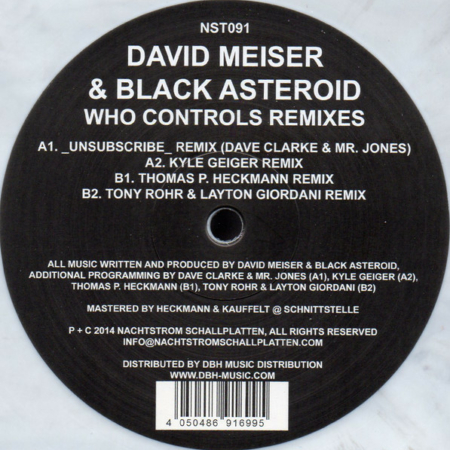 NST091
DAVID MEISER
& BLACK ASTEROID
WHO CONTROLS REMIXES
A1. _UNSUBSCRIBE_ REMIX (DAVE CLARKE & MR. JONES)
A2. KYLE GEIGER REMIX
B1. THOMAS P. HECKMANN REMIX
B2. TONY ROHR & LAYTON GIORDANI REMIX
ALL MUSIC WRITTEN AND PRODUCED BY DAVID MEISER & BLACK ASTEROID,
ADDITIONAL PROGRAMMING BY DAVE CLARKE & MR. JONES (A1), KYLE GEIGER (A2),
THOMAS P. HECKMANN (B1), TONY ROHR & LAYTON GIORDANI (B2)
MASTERED BY HECKMANN & KAUFFELT @ SCHNITTSTELLE
P + C 2014 NACHTSTROM SCHALLPLATTEN, ALL RIGHTS RESERVED
INFO@NACHTSTROMSCHALLPLATTEN.COM
DISTRIBUTED BY DBH MUSIC DISTRIBUTION
WWW.DBH-MUSIC.COM
4 050486 916995